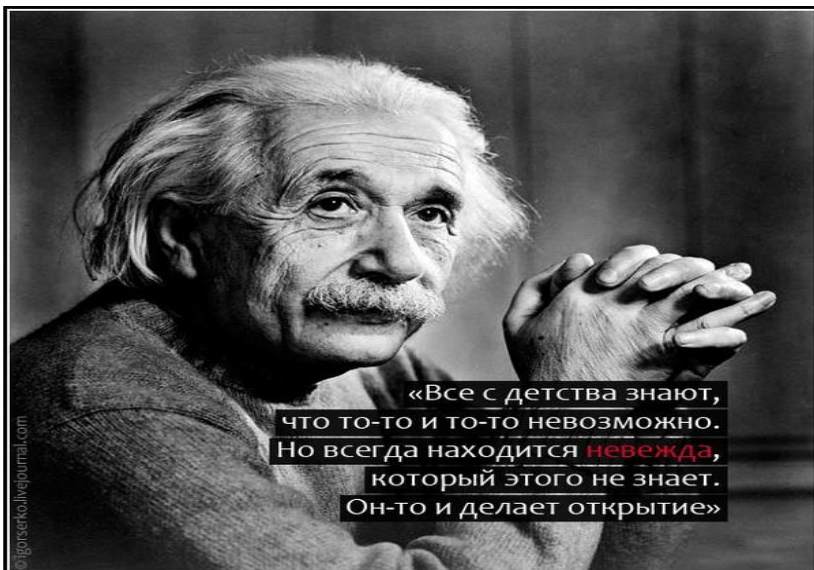 «Все с детства знают,
что то-то и то-то невозможно.
Но всегда находится невежда,
который этого не знает.
Он-то и делает открытие»
©igorserko.livejournal.com